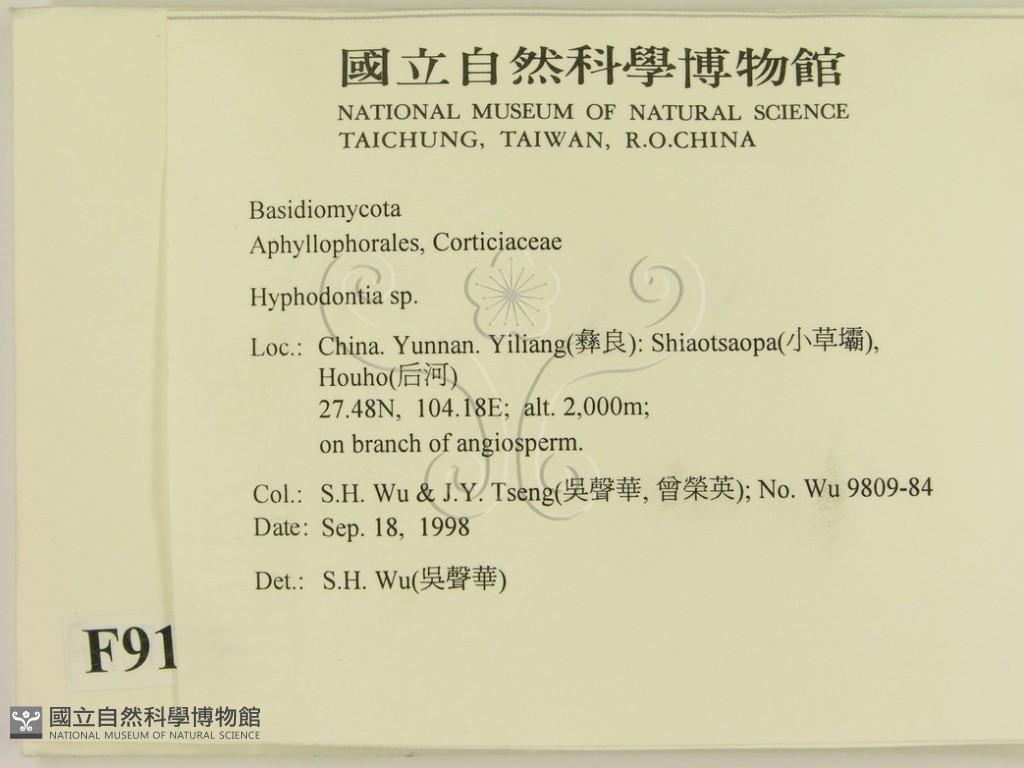 國立自然科學博物館
NATIONAL MUSEUM OF NATURAL SCIENCE
TAICHUNG, TAIWAN, R.O.CHINA
Basidiomycota
Aphyllophorales, Corticiaceae
Hyphodontia sp.
Loc.: China. Yunnan. Yiliang(彝良): Shiaotsaopa(小草壩),
Houho(后河)
27.48N, 104.18E; alt. 2,000m;
on branch of angiosperm.
Col.: S.H. Wu & J.Y. Tseng(吳聲華, 曾榮英); No. Wu 9809-84
Date: Sep. 18, 1998
Det.: S.H. Wu(吳聲華)
F91
國立自然科學博物館
NATIONAL MUSEUM OF NATURAL SCIENCE